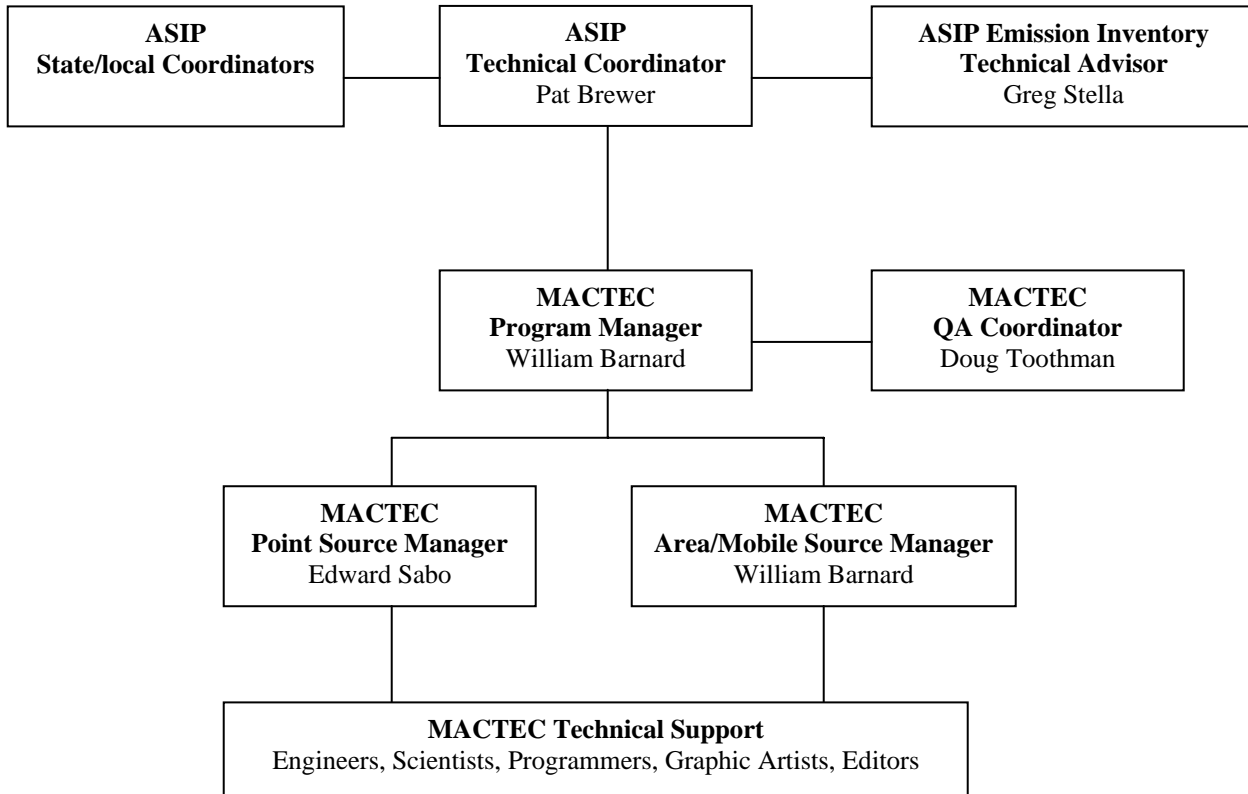 ASIP
State/local Coordinators
ASIP
Technical Coordinator
Pat Brewer
ASIP Emission Inventory
Technical Advisor
Greg Stella
MACTEC
Program Manager
William Barnard
MACTEC
QA Coordinator
Doug Toothman
MACTEC
Point Source Manager
Edward Sabo
MACTEC
Area/Mobile Source Manager
William Barnard
MACTEC Technical Support
Engineers, Scientists, Programmers, Graphic Artists, Editors